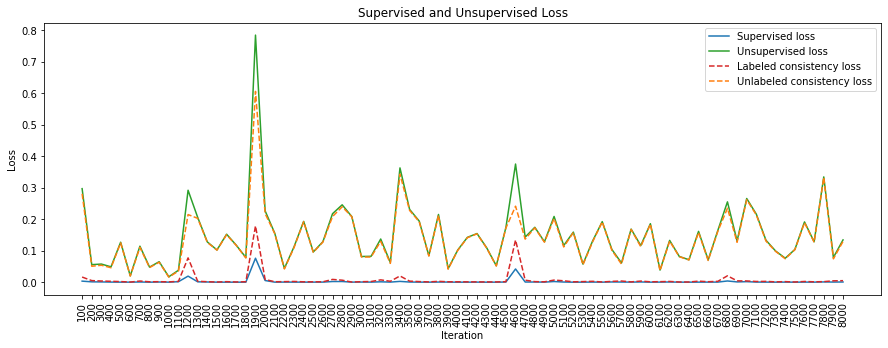 Supervised and Unsupervised Loss
Supervised loss
Unsupervised loss
Labeled consistency loss
Unlabeled consistency loss
Loss
0.8
0.7
0.6
0.5
0.4
0.3
0.2
0.1
0.0
100 200 300 400 500 600 700 800 900 1000 1100 1200 1300 1400 1500 1600 1700 1800 1900 2000 2100 2200 2300 2400 2500 2600 2700 2800 2900 3000 3100 3200 3300 3400 3500 3600 3700 3800 3900 4000 4100 4200 4300 4400 4500 4600 4700 4800 4900 5000 5100 5200 5300 5400 5500 5600 5700 5800 5900 6000 6100 6200 6300 6400 6500 6600 6700 6800 6900 7000 7100 7200 7300 7400 7500 7600 7700 7800 7900 8000
Iteration